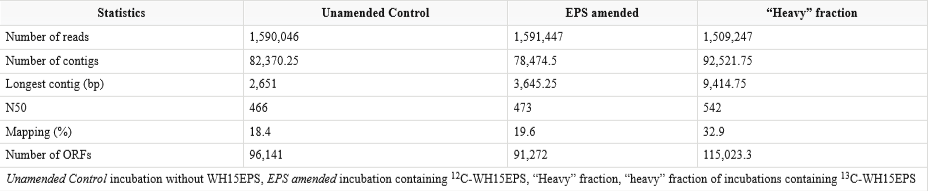 Statistics Unamended Control EPS amended “Heavy” fraction
Number of reads 1,590,046 1,591,447 1,509,247
Number of contigs 82,370.25 78,474.5 92,521.75
Longest contig (bp) 2,651 3,645.25 9,414.75
N50 466 473 542
Mapping (%) 18.4 19.6 32.9
Number of ORFs 96,141 91,272 115,023.3
Unamended Control incubation without WH15EPS, EPS amended incubation containing ¹²C-WH15EPS, “Heavy” fraction, “heavy” fraction of incubations containing ¹³C-WH15EPS